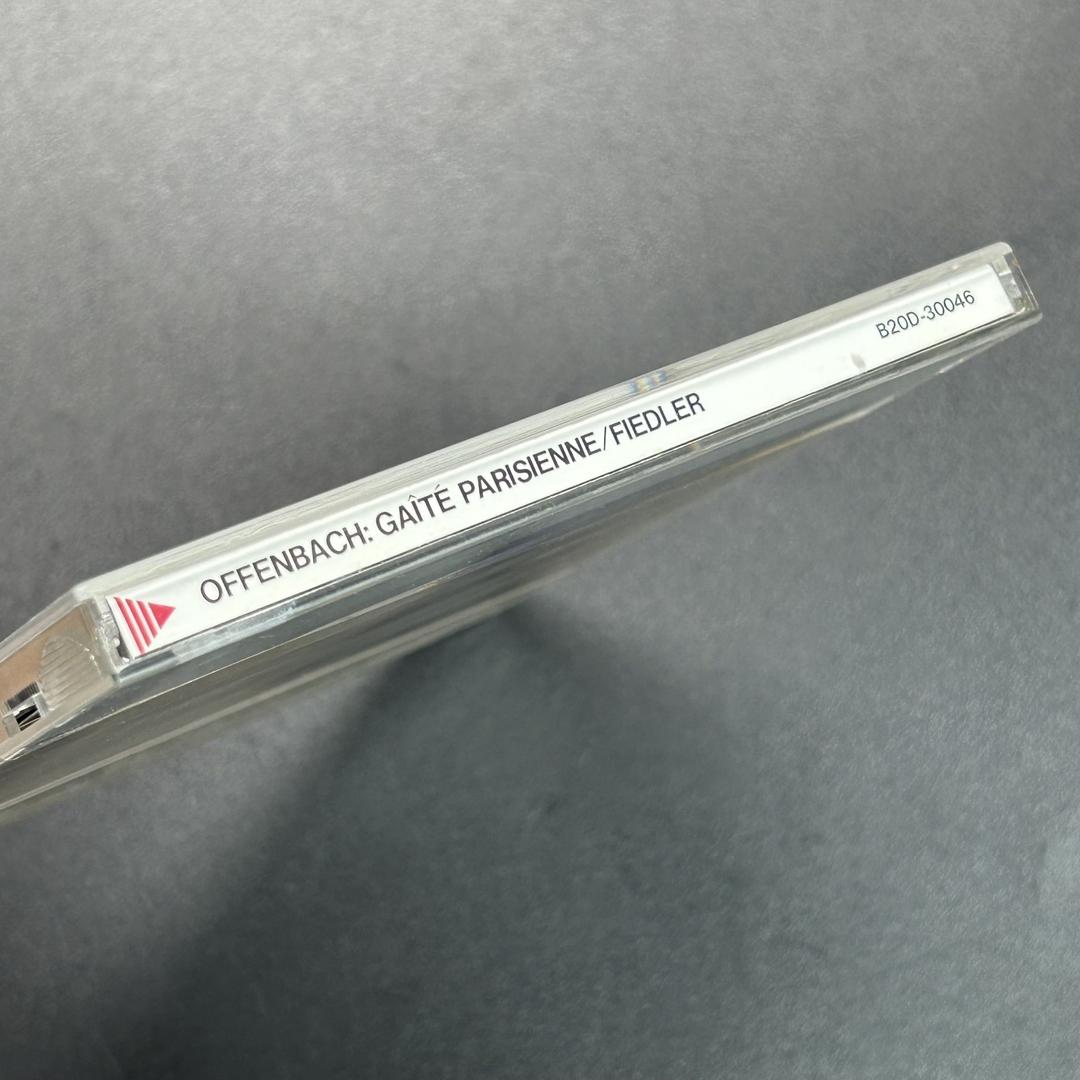 OFFENBACH: GAÎTÉ PARISIENNE/FIEDLER
B20D-30046